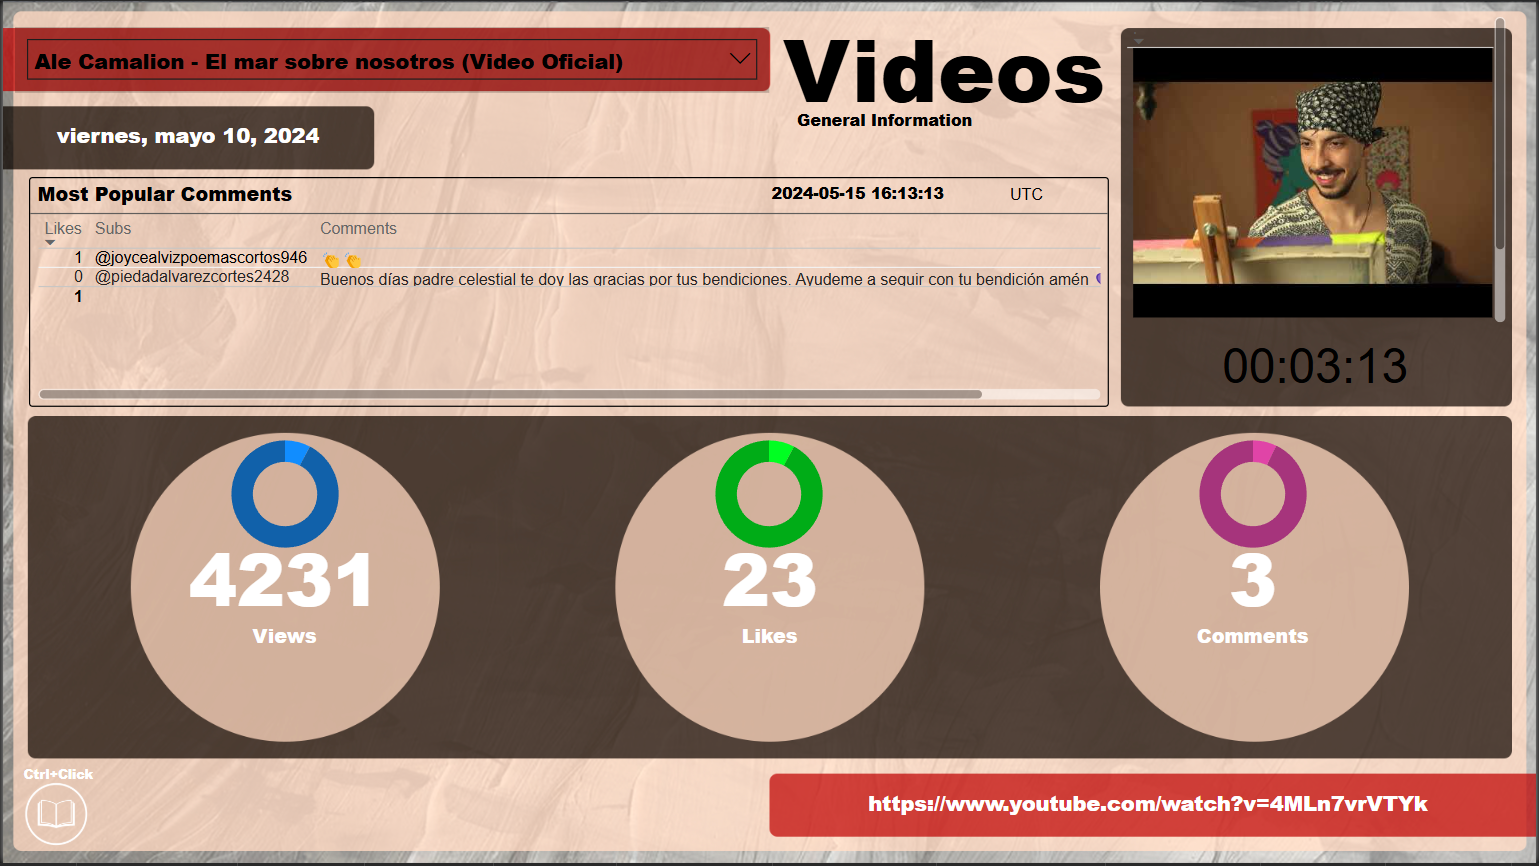 Ale Camalion - El mar sobre nosotros (Video Oficial)
Videos
General Information
viernes, mayo 10, 2024
Most Popular Comments 2024-05-15 16:13:13 UTC
Likes Subs Comments
1 @joycealvizpoemascortos946 👏 👏
0 @piedadalvarezcortes2428 Buenos días padre celestial te doy las gracias por tus bendiciones. Ayudeme a seguir con tu bendición amén
1
00:03:13
4231
Views
23
Likes
3
Comments
Ctrl+Click
https://www.youtube.com/watch?v=4MLn7vrVTYk